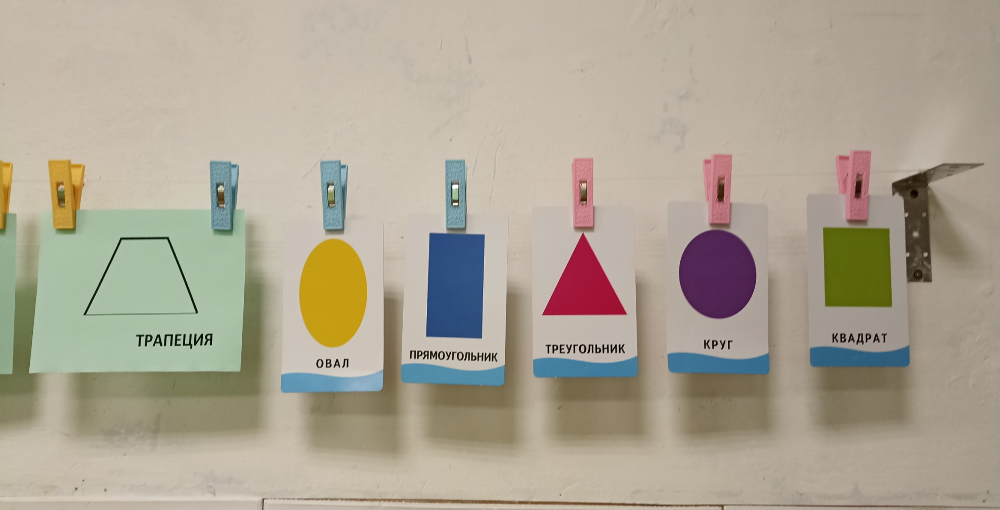 ТРАПЕЦИЯ
ОВАЛ
ПРЯМОУГОЛЬНИК
ТРЕУГОЛЬНИК
КРУГ
КВАДРАТ